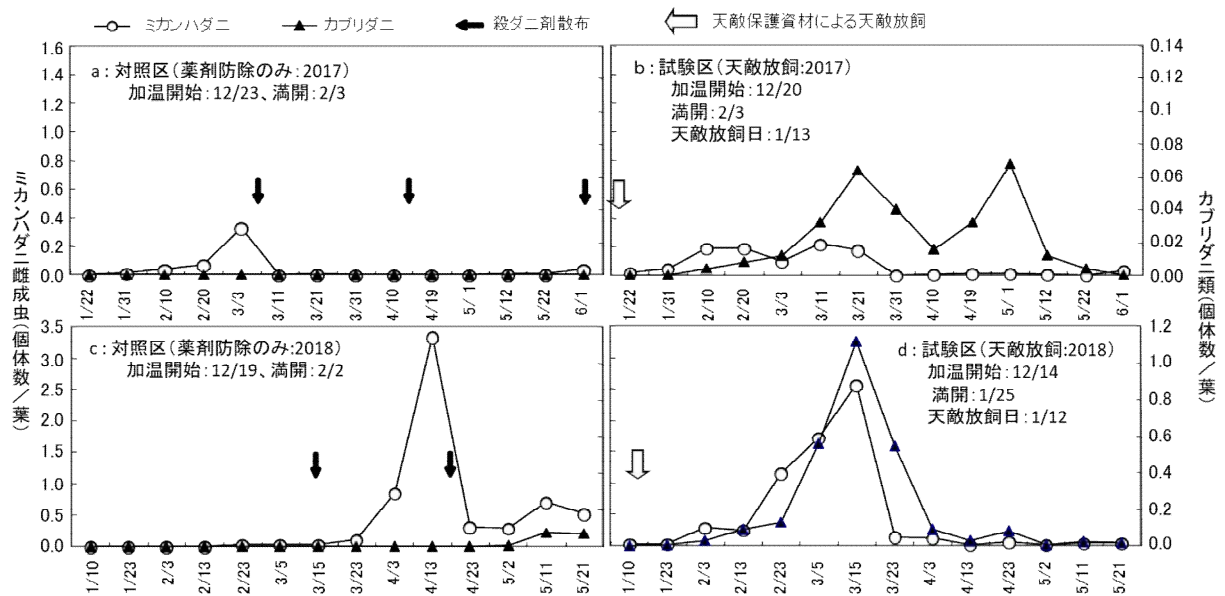 ミカンハダニ カブリダニ 殺ダニ剤散布 天敵保護資材による天敵放飼
ミカンハダニ雌成虫(個体数/葉)
1.6
1.4
1.2
1.0
0.8
0.6
0.4
0.2
0.0
a:対照区(薬剤防除のみ:2017)
加温開始:12/23、満開:2/3
1/22 1/31 2/10 2/20 3/3 3/11 3/21 3/31 4/10 4/19 5/1 5/12 5/22 6/1
b:試験区(天敵放飼:2017)
加温開始:12/20
満開:2/3
天敵放飼日:1/13
1/22 1/31 2/10 2/20 3/3 3/11 3/21 3/31 4/10 4/19 5/1 5/12 5/22 6/1
0.14
0.12
0.1
0.08
0.06
0.04
0.02
0.00
カブリダニ類(個体数/葉)
3.5
3.0
2.5
2.0
1.5
1.0
0.5
0.0
c:対照区(薬剤防除のみ:2018)
加温開始:12/19、満開:2/2
1/10 1/23 2/3 2/13 2/23 3/5 3/15 3/23 4/3 4/13 4/23 5/2 5/11 5/21
d:試験区(天敵放飼:2018)
加温開始:12/14
満開:1/25
天敵放飼日:1/12
1/10 1/23 2/3 2/13 2/23 3/5 3/15 3/23 4/3 4/13 4/23 5/2 5/11 5/21
1.2
1.0
0.8
0.6
0.4
0.2
0.0